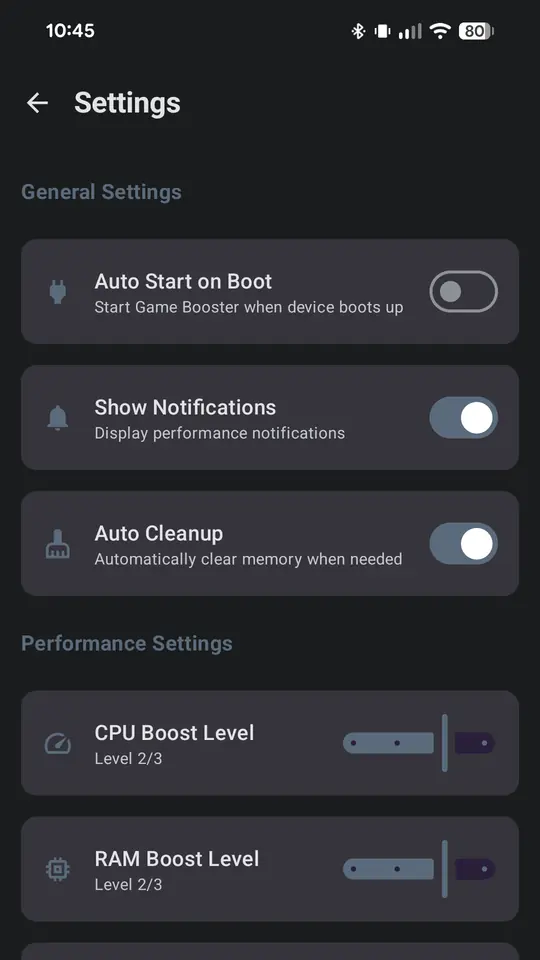 10:45
80
Settings
General Settings
Auto Start on Boot
Start Game Booster when device boots up
Show Notifications
Display performance notifications
Auto Cleanup
Automatically clear memory when needed
Performance Settings
CPU Boost Level
Level 2/3
RAM Boost Level
Level 2/3